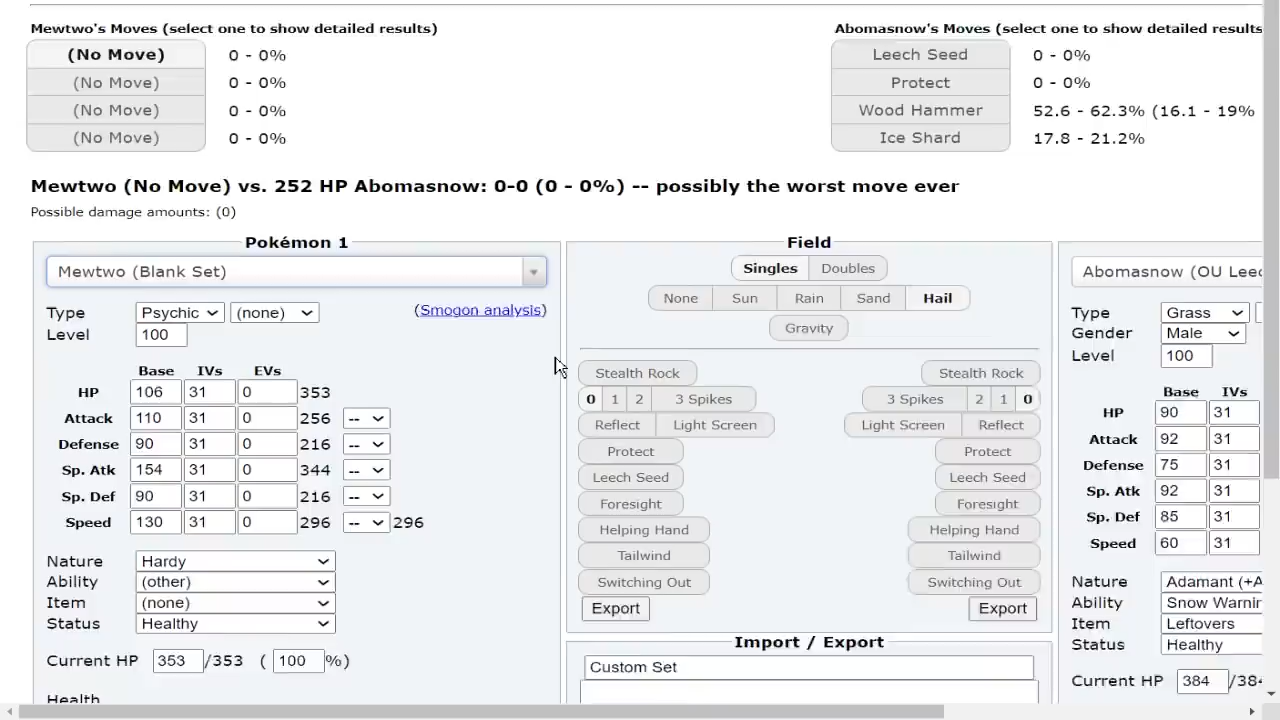 Mewtwo's Moves (select one to show detailed results)
Abomasnow's Moves (select one to show detailed results
(No Move) 0 - 0%
(No Move) 0 - 0%
(No Move) 0 - 0%
(No Move) 0 - 0%
Leech Seed 0 - 0%
Protect 0 - 0%
Wood Hammer 52.6 - 62.3% (16.1 - 19%
Ice Shard 17.8 - 21.2%
Mewtwo (No Move) vs. 252 HP Abomasnow: 0-0 (0 - 0%) -- possibly the worst move ever
Possible damage amounts: (0)
Pokémon 1
Mewtwo (Blank Set)
Type Psychic (none) (Smogon analysis)
Level 100
Base IVs EVs
HP 106 31 0 353
Attack 110 31 0 256 --
Defense 90 31 0 216 --
Sp. Atk 154 31 0 344 --
Sp. Def 90 31 0 216 --
Speed 130 31 0 296 -- 296
Nature Hardy
Ability (other)
Item (none)
Status Healthy
Current HP 353 /353 ( 100 %)
Health
Field
Singles Doubles
None Sun Rain Sand Hail
Gravity
Stealth Rock Stealth Rock
0 1 2 3 Spikes 3 Spikes 2 1 0
Reflect Light Screen Light Screen Reflect
Protect Protect
Leech Seed Leech Seed
Foresight Foresight
Helping Hand Helping Hand
Tailwind Tailwind
Switching Out Switching Out
Export Export
Import / Export
Custom Set
Abomasnow (OU Leec
Type Grass
Gender Male
Level 100
Base IVs
HP 90 31
Attack 92 31
Defense 75 31
Sp. Atk 92 31
Sp. Def 85 31
Speed 60 31
Nature Adamant (+A
Ability Snow Warnin
Item Leftovers
Status Healthy
Current HP 384 /384